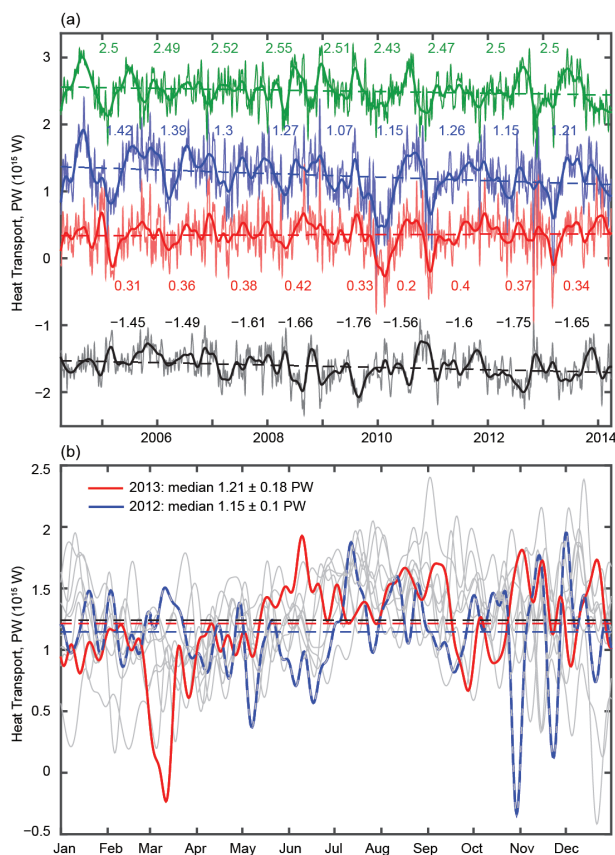 (a)
Heat Transport, PW (10¹⁵ W)
3
2
1
0
−1
−2
2.5 2.49 2.52 2.55 2.51 2.43 2.47 2.5 2.5
1.42 1.39 1.3 1.27 1.07 1.15 1.26 1.15 1.21
0.31 0.36 0.38 0.42 0.33 0.2 0.4 0.37 0.34
−1.45 −1.49 −1.61 −1.66 −1.76 −1.56 −1.6 −1.75 −1.65
2006 2008 2010 2012 2014
(b)
Heat Transport, PW (10¹⁵ W)
2.5
2
1.5
1
0.5
0
−0.5
2013: median 1.21 ± 0.18 PW
2012: median 1.15 ± 0.1 PW
Jan Feb Mar Apr May Jun Jul Aug Sep Oct Nov Dec